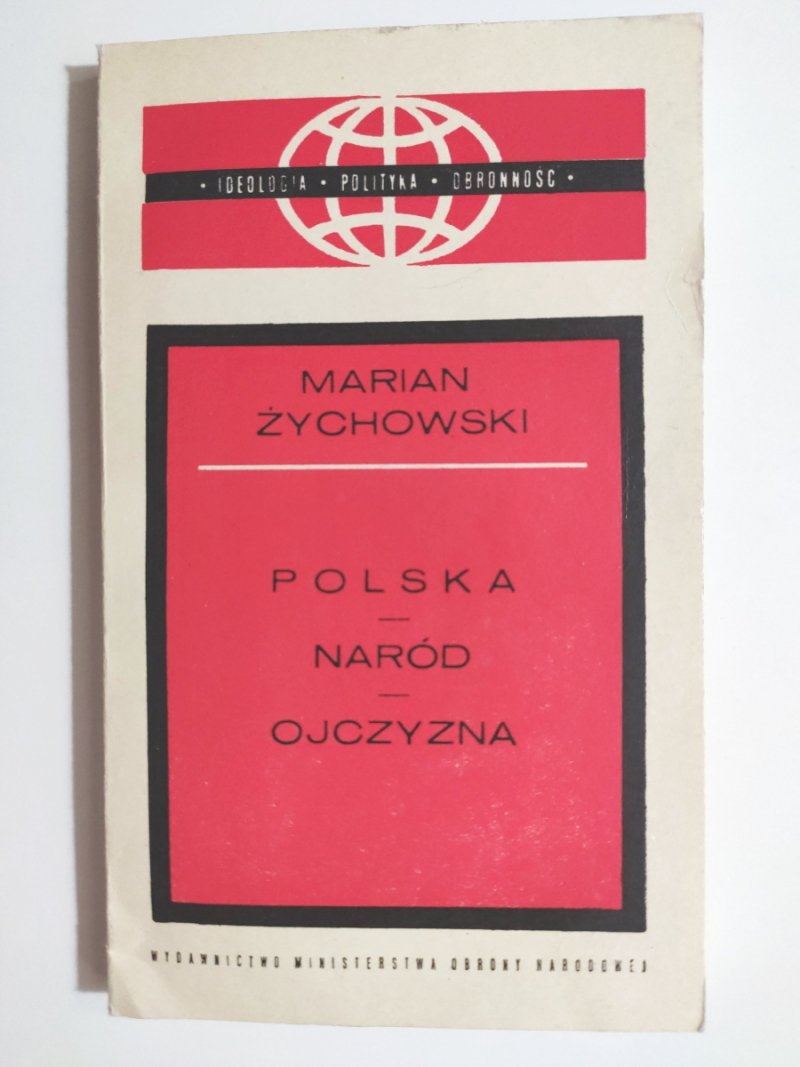 • IDEOLOGIA • POLITYKA • OBRONNOŚĆ •
MARIAN
ŻYCHOWSKI
POLSKA
—
NARÓD
—
OJCZYZNA
WYDAWNICTWO MINISTERSTWA OBRONY NARODOWEJ